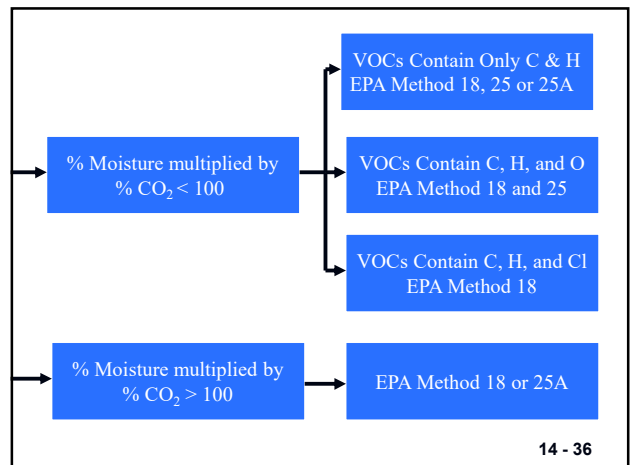 VOCs Contain Only C & H
EPA Method 18, 25 or 25A
% Moisture multiplied by
% CO₂ < 100
VOCs Contain C, H, and O
EPA Method 18 and 25
VOCs Contain C, H, and Cl
EPA Method 18
% Moisture multiplied by
% CO₂ > 100
EPA Method 18 or 25A
14 - 36